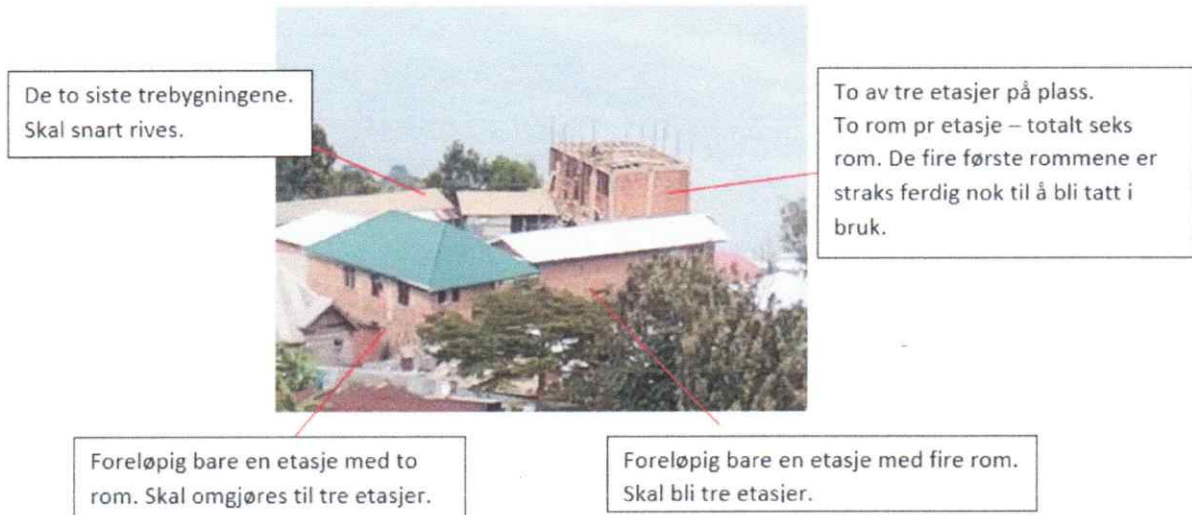 De to siste trebygningene.
Skal snart rives.
To av tre etasjer på plass.
To rom pr etasje – totalt seks
rom. De fire første rommene er
straks ferdig nok til å bli tatt i
bruk.
Foreløpig bare en etasje med to
rom. Skal omgjøres til tre etasjer.
Foreløpig bare en etasje med fire rom.
Skal bli tre etasjer.